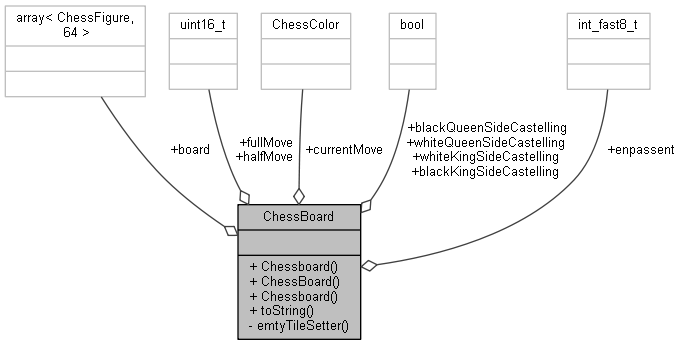 array< ChessFigure,
64 >
uint16_t
ChessColor
bool
int_fast8_t
+board
+fullMove
+halfMove
+currentMove
+blackQueenSideCastelling
+whiteQueenSideCastelling
+whiteKingSideCastelling
+blackKingSideCastelling
+enpassent
ChessBoard
+ Chessboard()
+ ChessBoard()
+ Chessboard()
+ toString()
- emtyTileSetter()